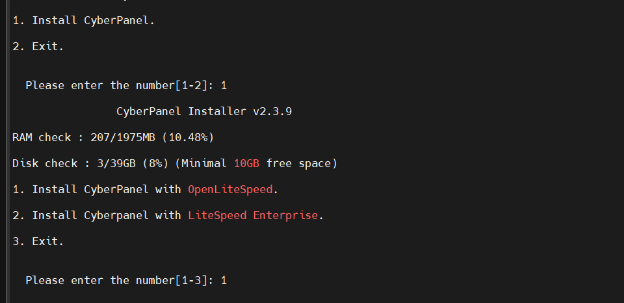 1. Install CyberPanel.
2. Exit.
Please enter the number[1-2]: 1
CyberPanel Installer v2.3.9
RAM check : 207/1975MB (10.48%)
Disk check : 3/39GB (8%) (Minimal 10GB free space)
1. Install CyberPanel with OpenLiteSpeed.
2. Install Cyberpanel with LiteSpeed Enterprise.
3. Exit.
Please enter the number[1-3]: 1